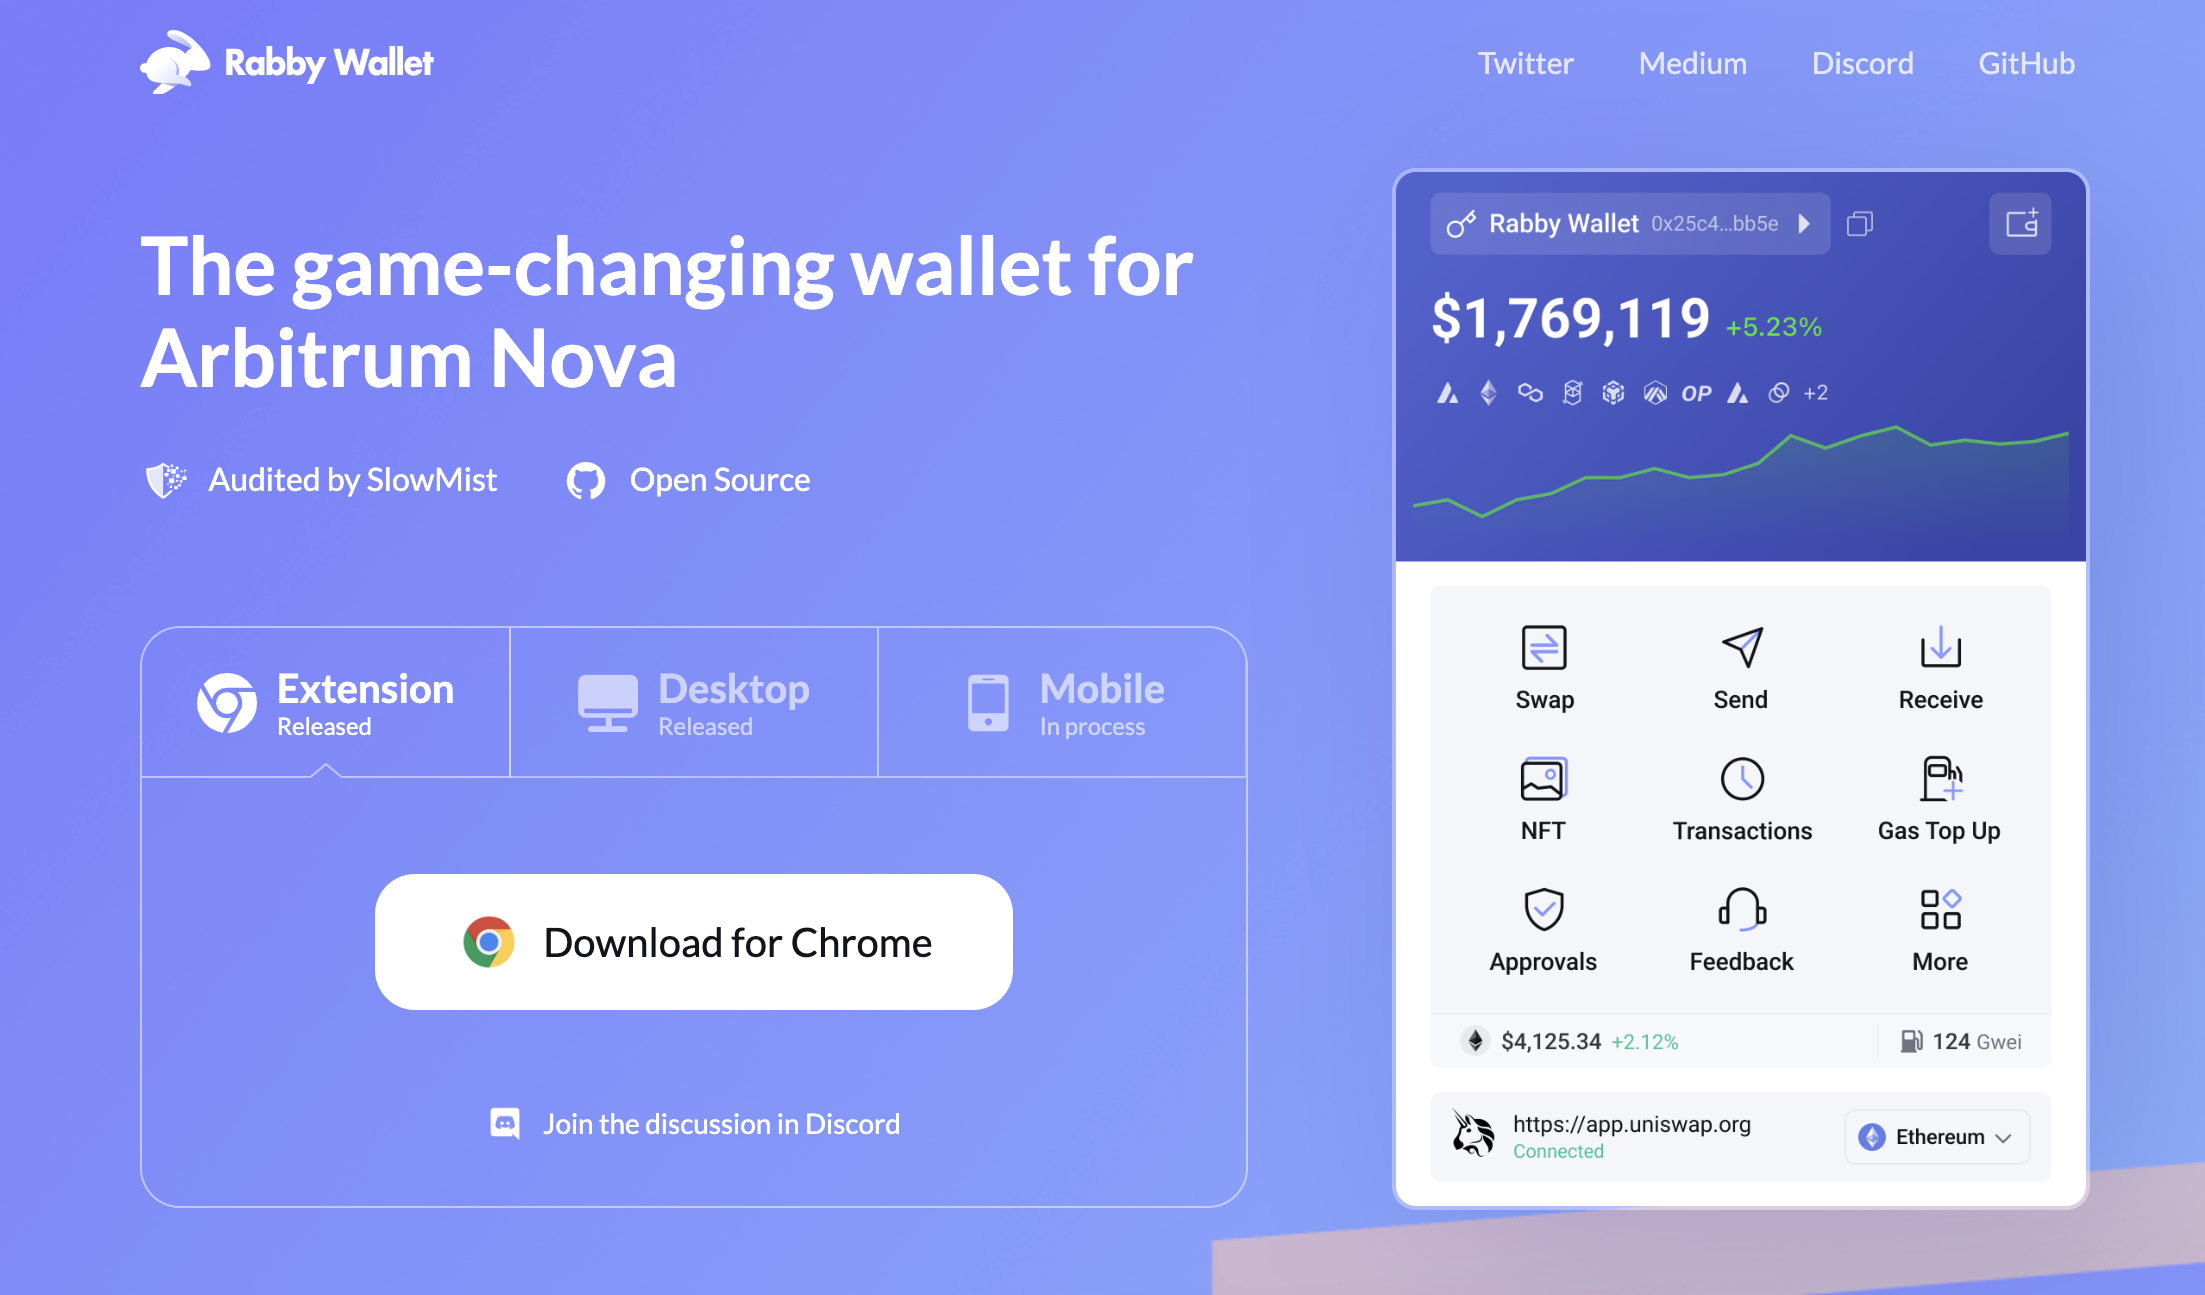 Rabby Wallet
Twitter
Medium
Discord
GitHub
The game-changing wallet for
Arbitrum Nova
Audited by SlowMist
Open Source
Extension
Released
Desktop
Released
Mobile
In process
Download for Chrome
Join the discussion in Discord
Rabby Wallet 0x25c4...bb5e
$1,769,119 +5.23%
OP +2
Swap
Send
Receive
NFT
Transactions
Gas Top Up
Approvals
Feedback
More
$4,125.34 +2.12%
124 Gwei
https://app.uniswap.org
Connected
Ethereum